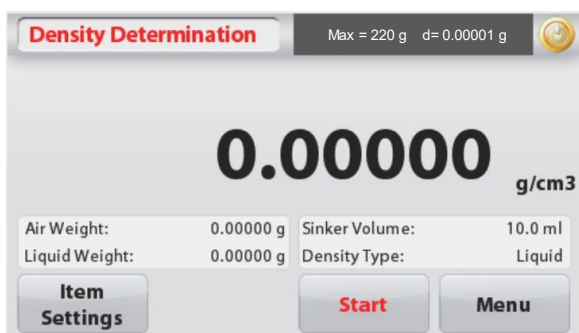 Density Determination Max = 220 g d= 0.00001 g
0.00000 g/cm3
Air Weight: 0.00000 g Sinker Volume: 10.0 ml
Liquid Weight: 0.00000 g Density Type: Liquid
Item Settings Start Menu